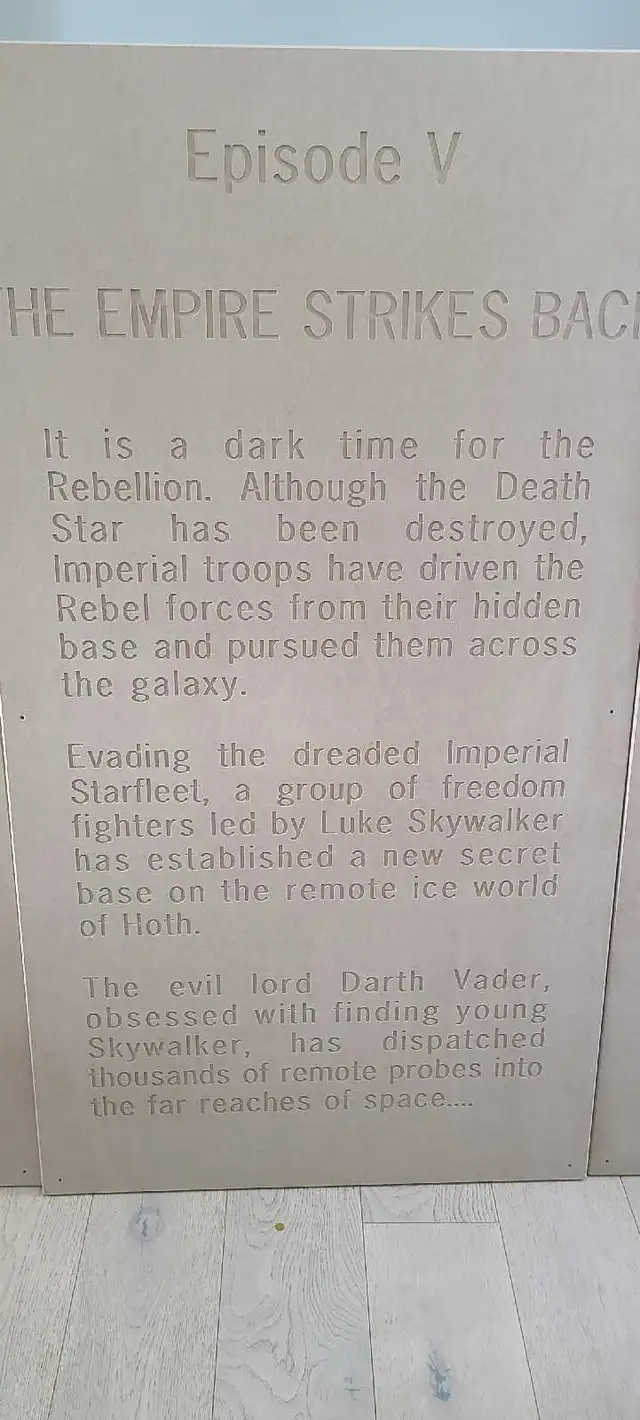 Episode V
THE EMPIRE STRIKES BACK
It is a dark time for the
Rebellion. Although the Death
Star has been destroyed,
Imperial troops have driven the
Rebel forces from their hidden
base and pursued them across
the galaxy.
Evading the dreaded Imperial
Starfleet, a group of freedom
fighters led by Luke Skywalker
has established a new secret
base on the remote ice world
of Hoth.
The evil lord Darth Vader,
obsessed with finding young
Skywalker, has dispatched
thousands of remote probes into
the far reaches of space....